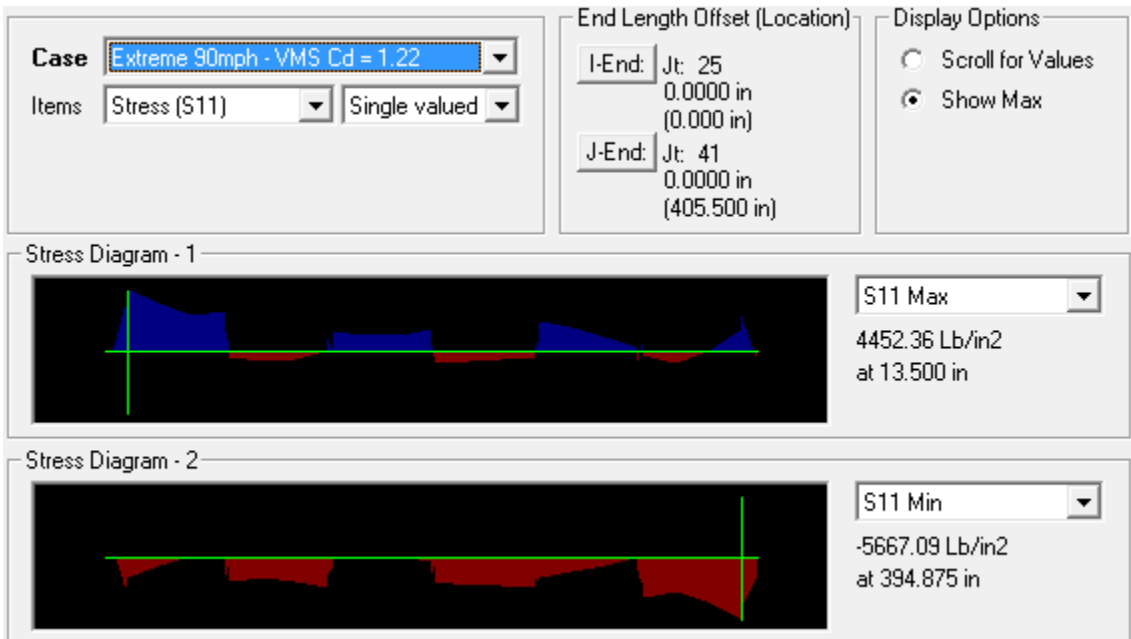 Case Extreme 90mph - VMS Cd = 1.22
Items Stress (S11) Single valued
End Length Offset (Location)
I-End: Jt: 25
0.0000 in
(0.000 in)
J-End: Jt: 41
0.0000 in
(405.500 in)
Display Options
Scroll for Values
Show Max
Stress Diagram - 1
S11 Max
4452.36 Lb/in2
at 13.500 in
Stress Diagram - 2
S11 Min
-5667.09 Lb/in2
at 394.875 in